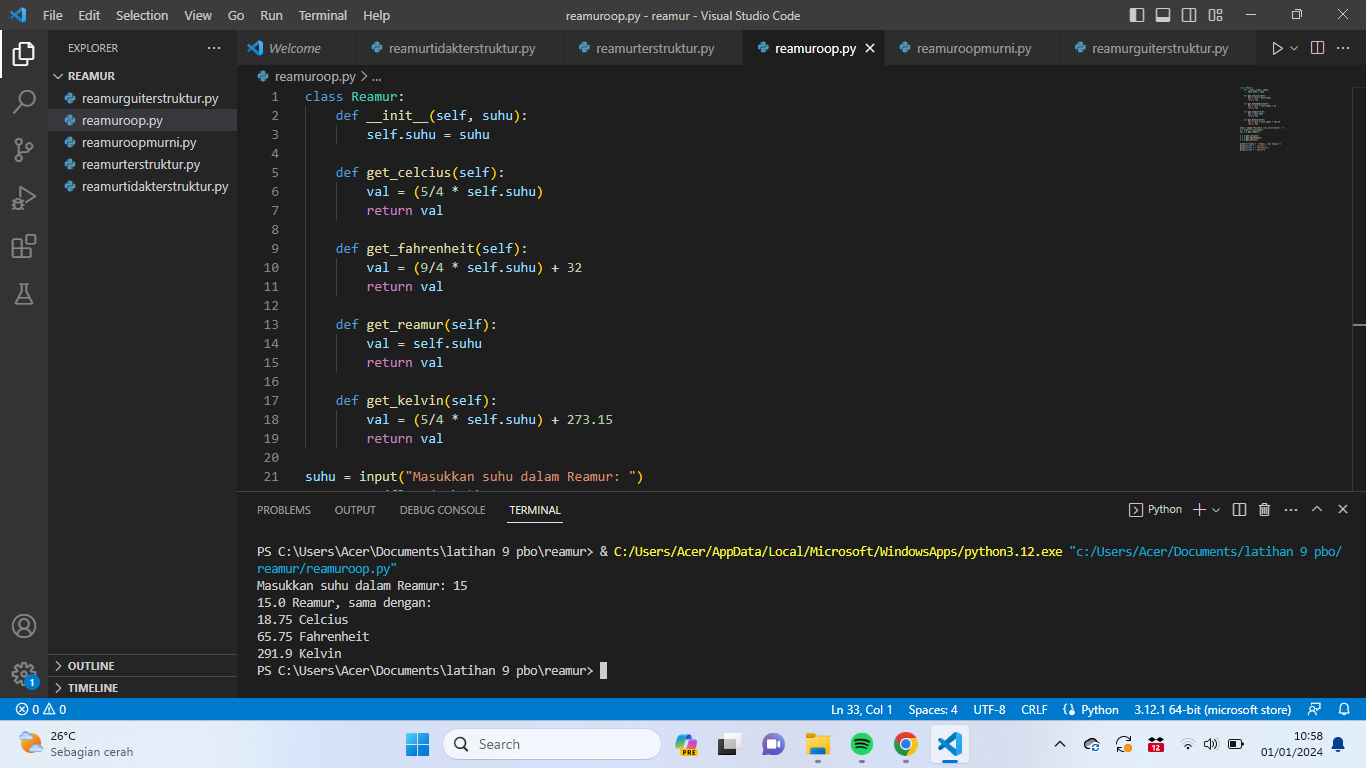 File Edit Selection View Go Run Terminal Help reamuroop.py - reamur - Visual Studio Code
EXPLORER
REAMUR
reamurguiterstruktur.py
reamuroop.py
reamuroopmurni.py
reamurterstruktur.py
reamurtidakterstruktur.py
OUTLINE
TIMELINE
Welcome reamurtidakterstruktur.py reamurterstruktur.py reamuroop.py reamuroopmurni.py reamurguiterstruktur.py
reamuroop.py > ...
1 class Reamur:
2 def __init__(self, suhu):
3 self.suhu = suhu
4
5 def get_celcius(self):
6 val = (5/4 * self.suhu)
7 return val
8
9 def get_fahrenheit(self):
10 val = (9/4 * self.suhu) + 32
11 return val
12
13 def get_reamur(self):
14 val = self.suhu
15 return val
16
17 def get_kelvin(self):
18 val = (5/4 * self.suhu) + 273.15
19 return val
20
21 suhu = input("Masukkan suhu dalam Reamur: ")
PROBLEMS OUTPUT DEBUG CONSOLE TERMINAL Python
PS C:\Users\Acer\Documents\latihan 9 pbo\reamur> & C:/Users/Acer/AppData/Local/Microsoft/WindowsApps/python3.12.exe "c:/Users/Acer/Documents/latihan 9 pbo/
reamur/reamuroop.py"
Masukkan suhu dalam Reamur: 15
15.0 Reamur, sama dengan:
18.75 Celcius
65.75 Fahrenheit
291.9 Kelvin
PS C:\Users\Acer\Documents\latihan 9 pbo\reamur>
1
0 0 Ln 33, Col 1 Spaces: 4 UTF-8 CRLF Python 3.12.1 64-bit (microsoft store)
26°C
Sebagian cerah
Search
PRE
12
10:58
01/01/2024